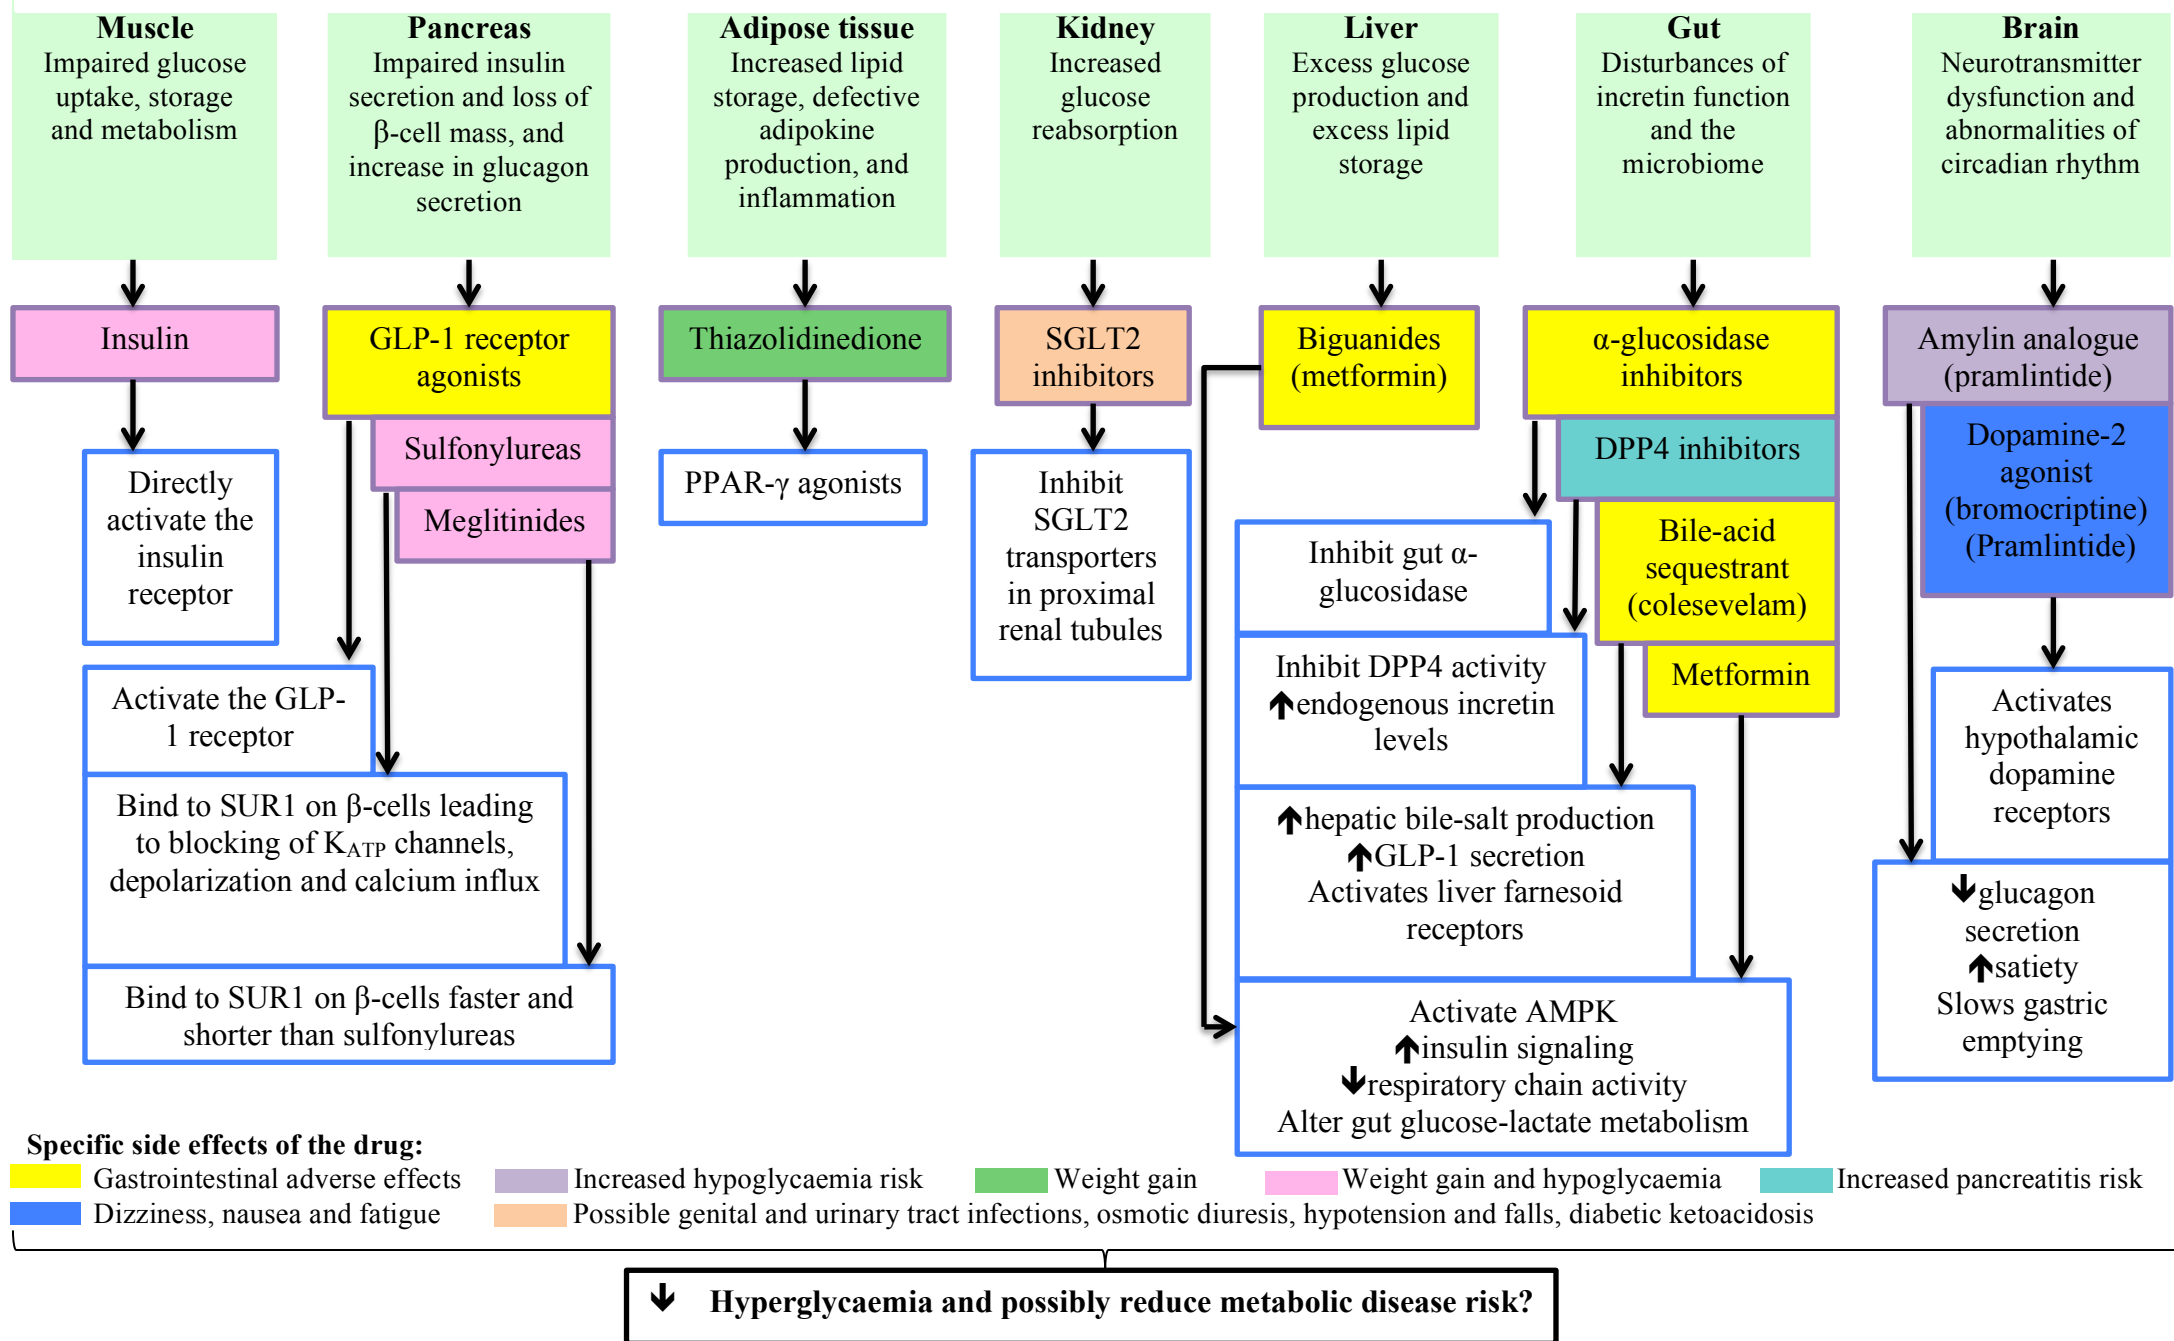 Muscle
Impaired glucose
uptake, storage
and metabolism
Pancreas
Impaired insulin
secretion and loss of
β-cell mass, and
increase in glucagon
secretion
Adipose tissue
Increased lipid
storage, defective
adipokine
production, and
inflammation
Kidney
Increased
glucose
reabsorption
Liver
Excess glucose
production and
excess lipid
storage
Gut
Disturbances of
incretin function
and the
microbiome
Brain
Neurotransmitter
dysfunction and
abnormalities of
circadian rhythm
Insulin
GLP-1 receptor
agonists
Sulfonylureas
Meglitinides
Thiazolidinedione
SGLT2
inhibitors
Biguanides
(metformin)
α-glucosidase
inhibitors
DPP4 inhibitors
Bile-acid
sequestrant
(colesevelam)
Metformin
Amylin analogue
(pramlintide)
Dopamine-2
agonist
(bromocriptine)
(Pramlintide)
Directly
activate the
insulin
receptor
Activate the GLP-
1 receptor
Bind to SUR1 on β-cells leading
to blocking of KATP channels,
depolarization and calcium influx
Bind to SUR1 on β-cells faster and
shorter than sulfonylureas
PPAR-γ agonists
Inhibit
SGLT2
transporters
in proximal
renal tubules
Inhibit gut α-
glucosidase
Inhibit DPP4 activity
↑endogenous incretin
levels
↑hepatic bile-salt production
↑GLP-1 secretion
Activates liver farnesoid
receptors
Activate AMPK
↑insulin signaling
↓respiratory chain activity
Alter gut glucose-lactate metabolism
Activates
hypothalamic
dopamine
receptors
↓glucagon
secretion
↑satiety
Slows gastric
emptying
Specific side effects of the drug:
Gastrointestinal adverse effects
Increased hypoglycaemia risk
Weight gain
Weight gain and hypoglycaemia
Increased pancreatitis risk
Dizziness, nausea and fatigue
Possible genital and urinary tract infections, osmotic diuresis, hypotension and falls, diabetic ketoacidosis
↓ Hyperglycaemia and possibly reduce metabolic disease risk?